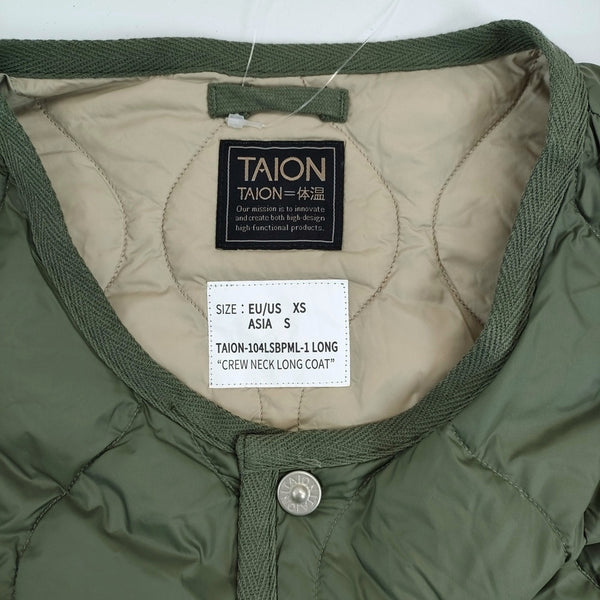 TAION
TAION=体温
Our mission is to innovate
and create both high-design
high-functional products.
SIZE : EU/US XS
ASIA S
TAION-104LSBPML-1 LONG
"CREW NECK LONG COAT"
TAION